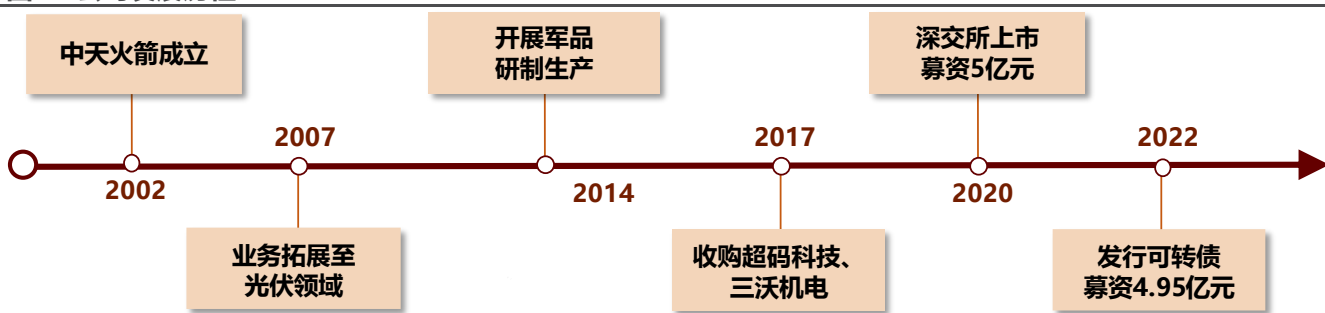 中天火箭成立
开展军品
研制生产
深交所上市
募资5亿元
2007
2017
2022
2002
2014
2020
业务拓展至
光伏领域
收购超码科技、
三沃机电
发行可转债
募资4.95亿元